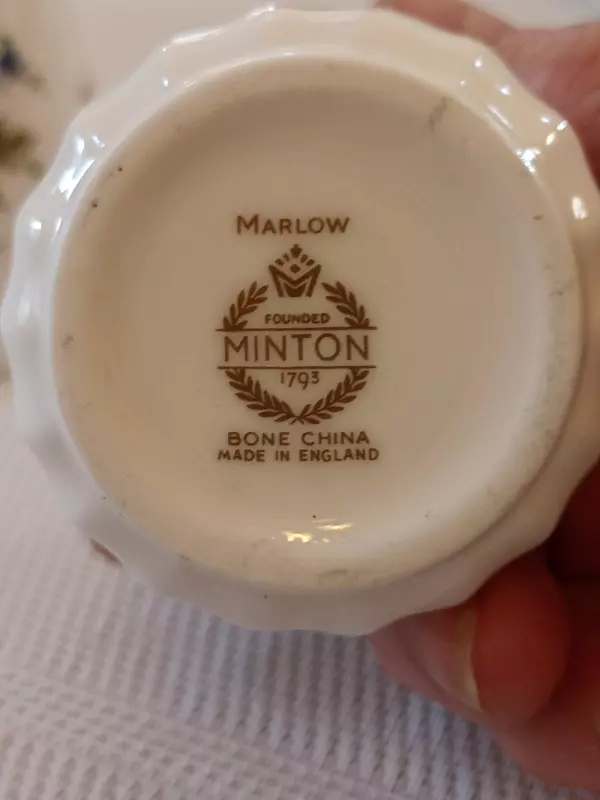 MARLOW
FOUNDED
MINTON
1793
BONE CHINA
MADE IN ENGLAND